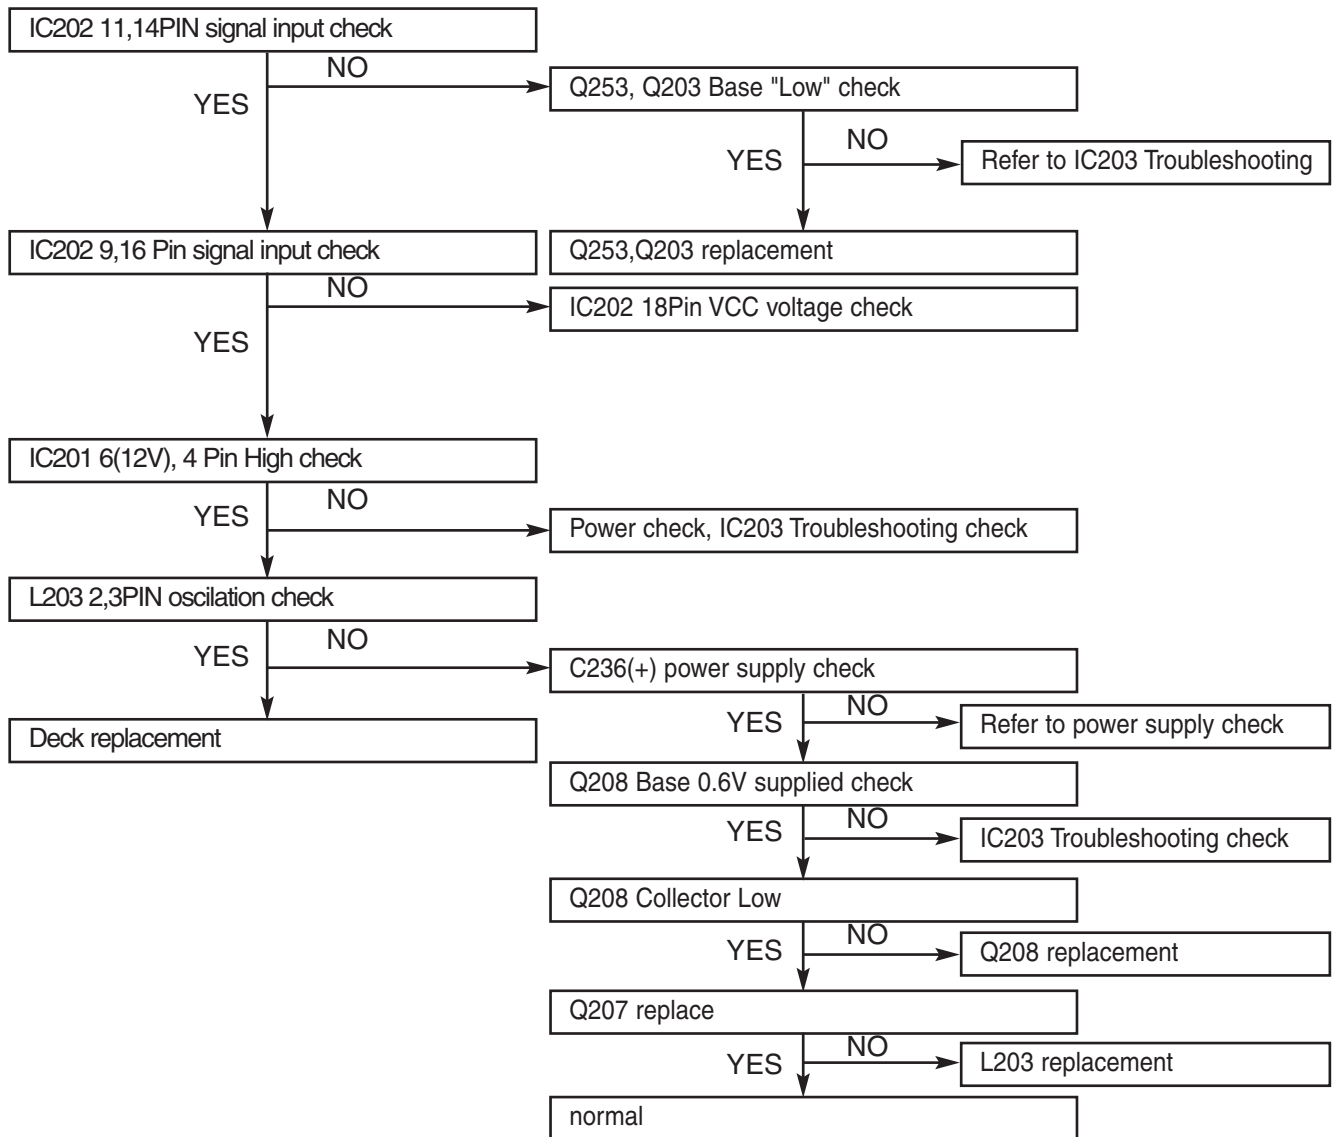 IC202 11,14PIN signal input check
NO
YES
Q253, Q203 Base "Low" check
NO
YES
Refer to IC203 Troubleshooting
IC202 9,16 Pin signal input check
Q253,Q203 replacement
NO
IC202 18Pin VCC voltage check
YES
IC201 6(12V), 4 Pin High check
NO
YES
Power check, IC203 Troubleshooting check
L203 2,3PIN oscilation check
NO
YES
C236(+) power supply check
NO
YES
Refer to power supply check
Deck replacement
Q208 Base 0.6V supplied check
NO
YES
IC203 Troubleshooting check
Q208 Collector Low
NO
YES
Q208 replacement
Q207 replace
NO
YES
L203 replacement
normal